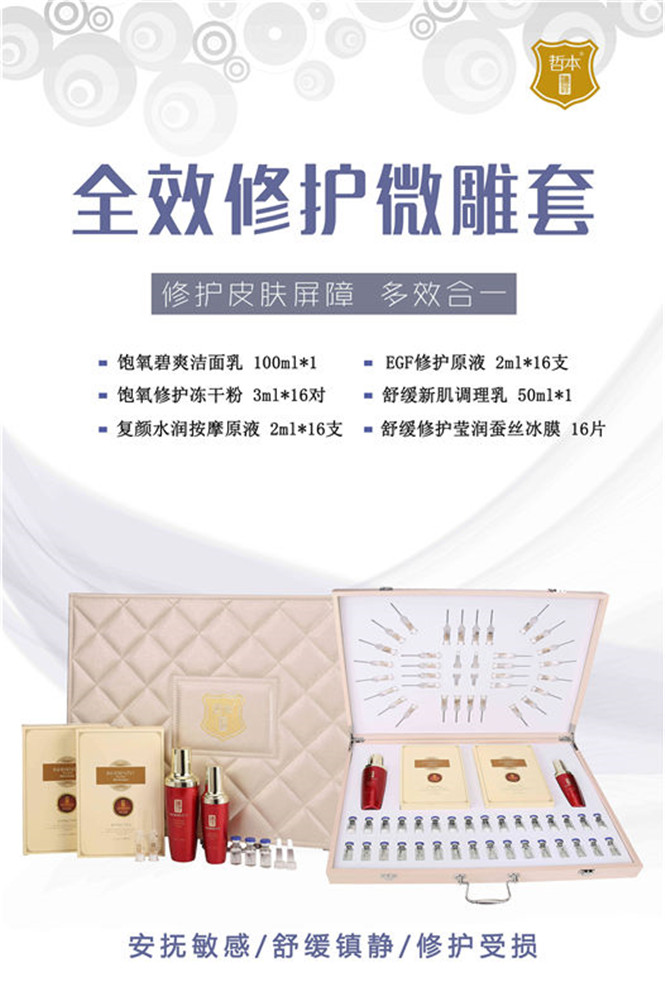 哲本
全效修护微雕套
修护皮肤屏障 多效合一
饱氧碧爽洁面乳 100ml*1
EGF修护原液 2ml*16支
饱氧修护冻干粉 3ml*16对
舒缓新肌调理乳 50ml*1
复颜水润按摩原液 2ml*16支
舒缓修护莹润蚕丝冰膜 16片
安抚敏感/舒缓镇静/修护受损